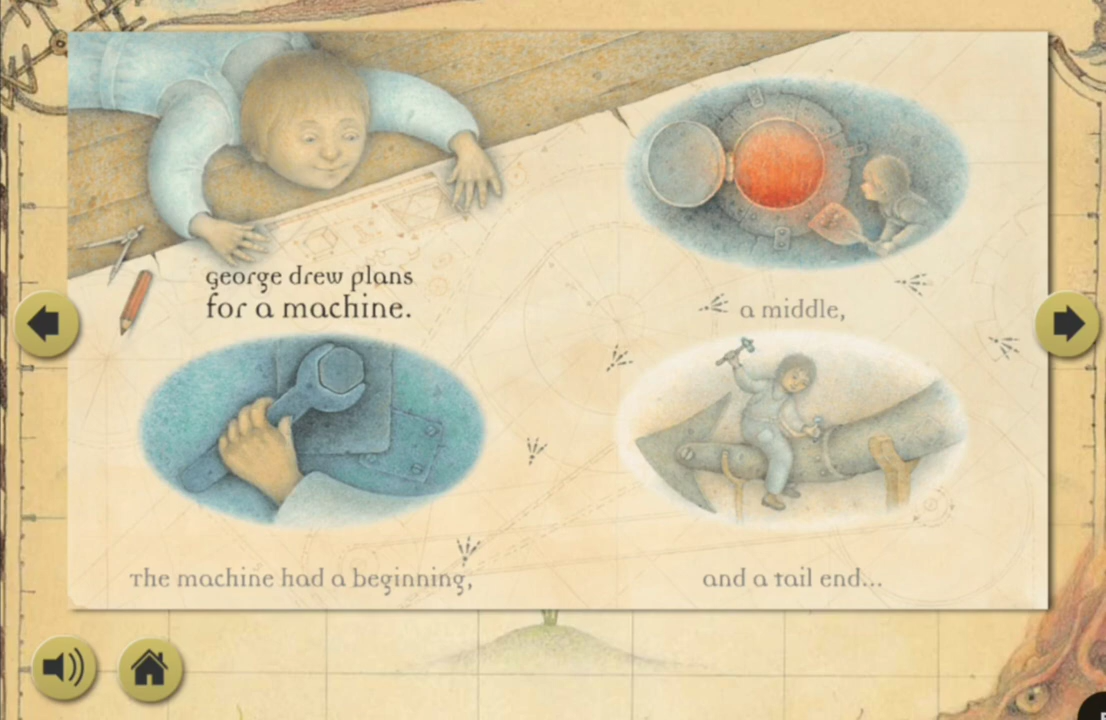 george drew plans
for a machine.
The machine had a beginning,
a middle,
and a tail end...